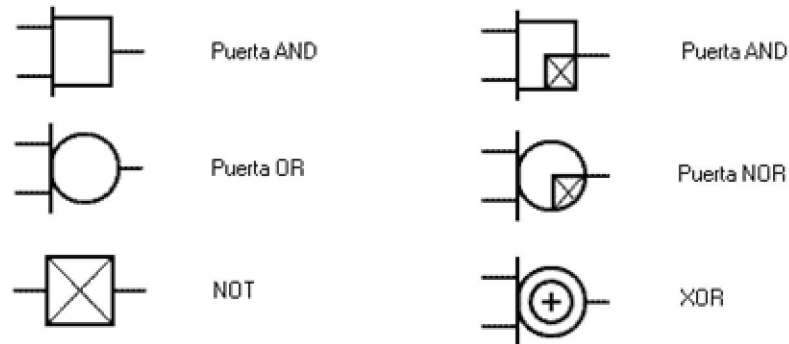 Puerta AND
Puerta AND
Puerta OR
Puerta NOR
NOT
XOR